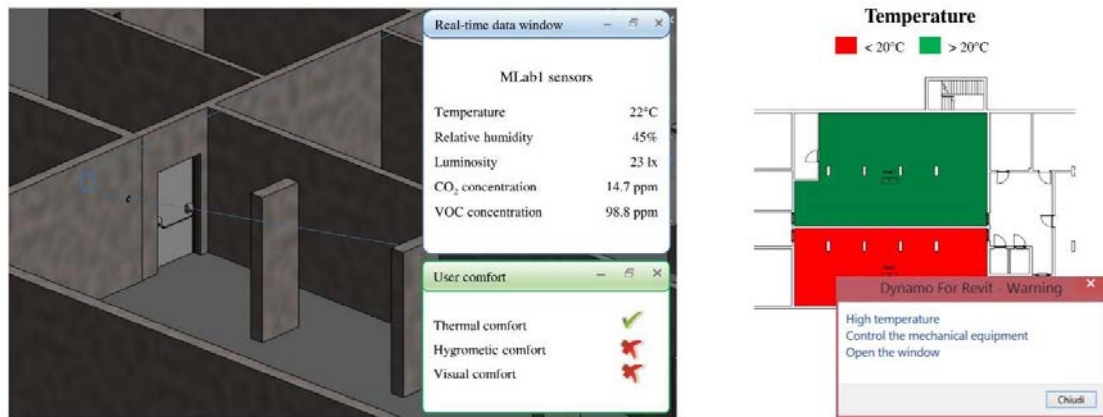 Real-time data window
MLab1 sensors
Temperature 22°C
Relative humidity 45%
Luminosity 23 lx
CO₂ concentration 14.7 ppm
VOC concentration 98.8 ppm
User comfort
Thermal comfort
Hygrometic comfort
Visual comfort
Temperature
< 20°C > 20°C
Dynamo For Revit - Warning
High temperature
Control the mechanical equipment
Open the window
Chiudi